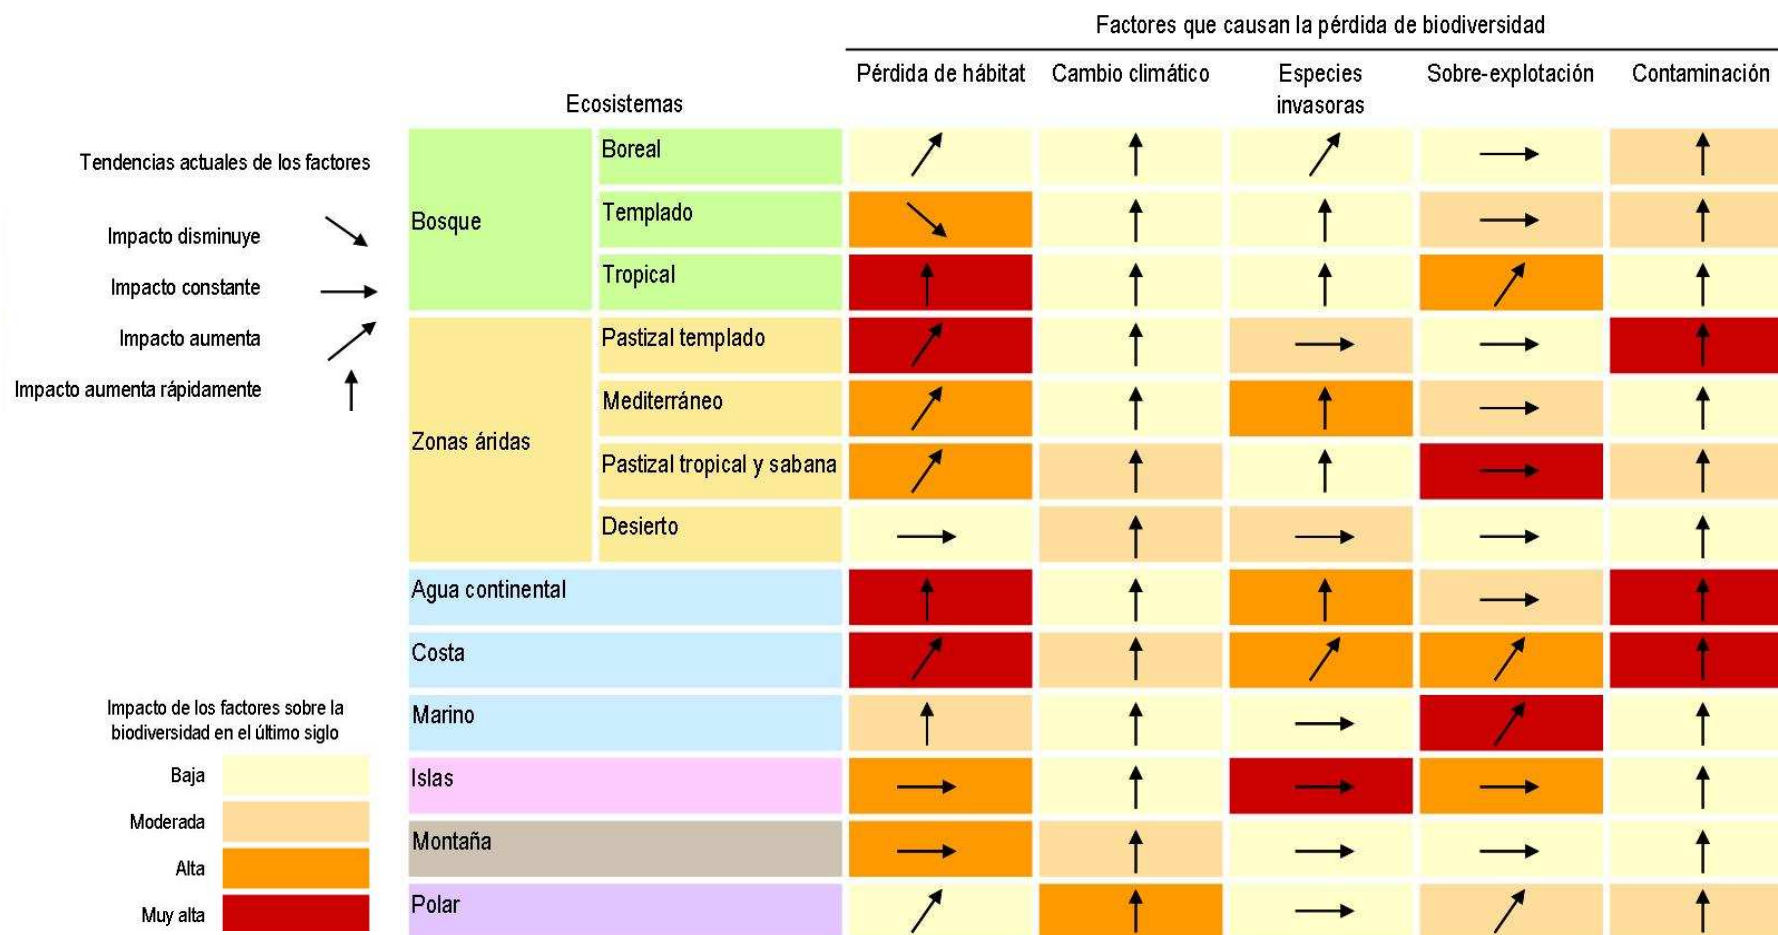 Factores que causan la pérdida de biodiversidad
Pérdida de hábitat
Cambio climático
Especies
invasoras
Sobre-explotación
Contaminación
Ecosistemas
Tendencias actuales de los factores
Impacto disminuye
Impacto constante
Impacto aumenta
Impacto aumenta rápidamente
Bosque
Boreal
Templado
Tropical
Zonas áridas
Pastizal templado
Mediterráneo
Pastizal tropical y sabana
Desierto
Agua continental
Costa
Marino
Islas
Montaña
Polar
Impacto de los factores sobre la
biodiversidad en el último siglo
Baja
Moderada
Alta
Muy alta